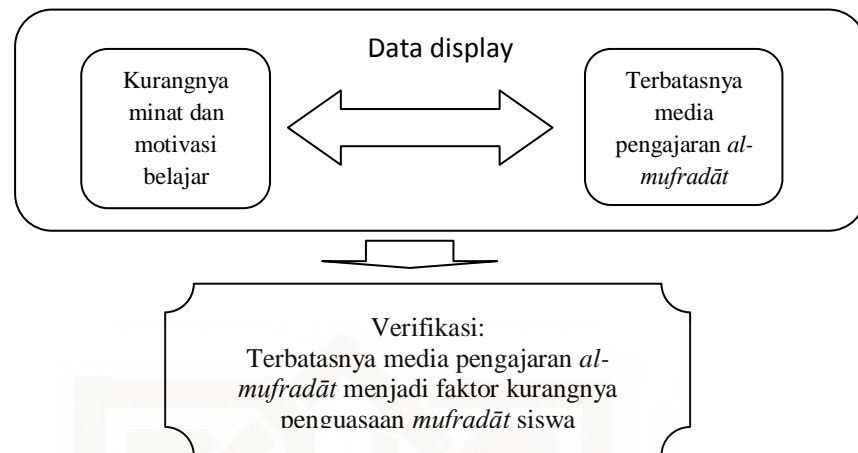 Data display
Kurangnya
minat dan
motivasi
belajar
Terbatasnya
media
pengajaran al-
mufradāt
Verifikasi:
Terbatasnya media pengajaran al-
mufradāt menjadi faktor kurangnya
penguasaan mufradāt siswa